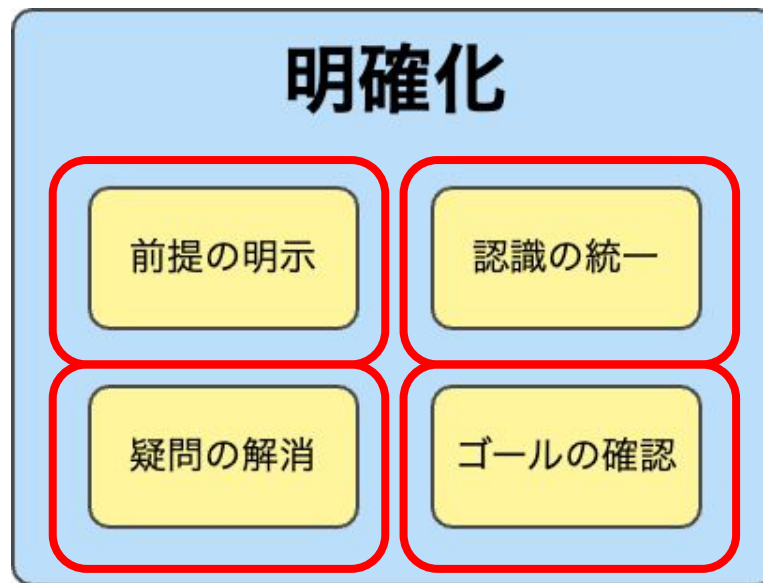 明確化
前提の明示
認識の統一
疑問の解消
ゴールの確認